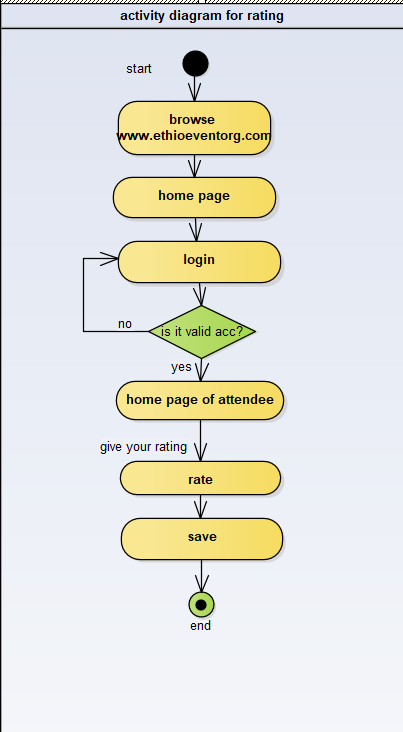 activity diagram for rating
start
browse
www.ethioeventorg.com
home page
login
no
is it valid acc?
yes
home page of attendee
give your rating
rate
save
end